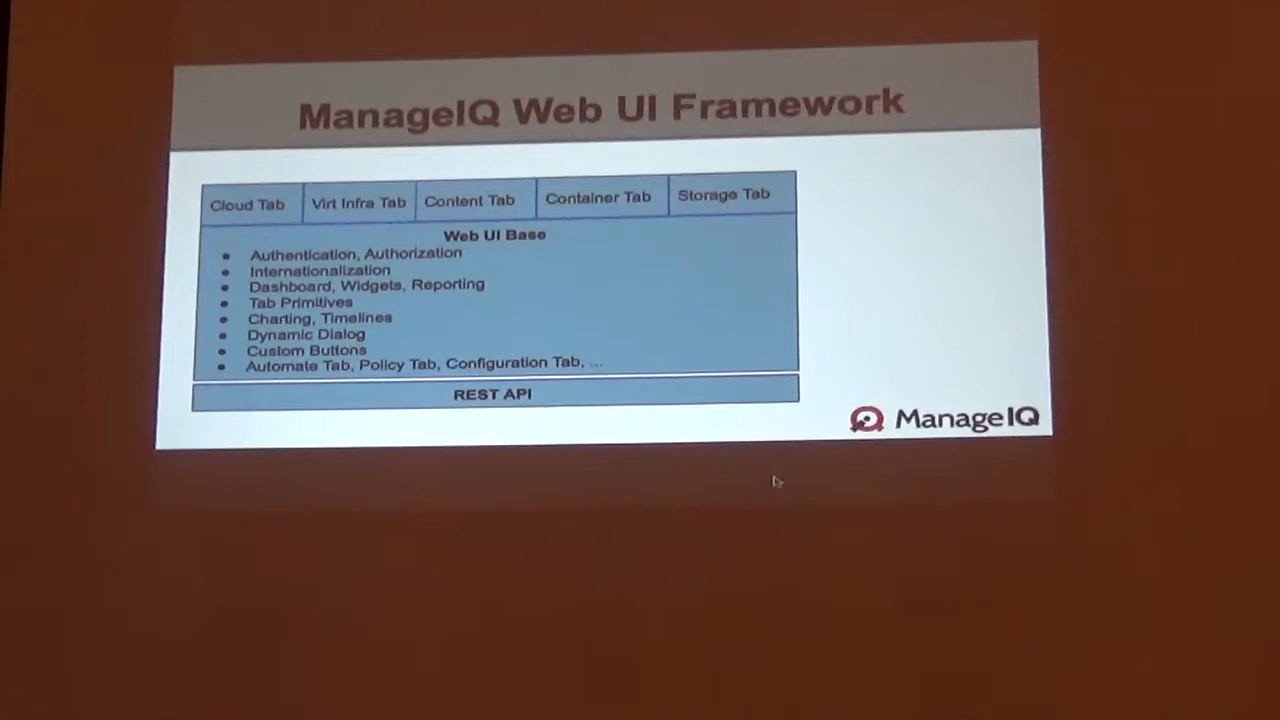 ManageIQ Web UI Framework
Cloud Tab
Virt Infra Tab
Content Tab
Container Tab
Storage Tab
Web UI Base
Authentication, Authorization
Internationalization
Dashboard, Widgets, Reporting
Tab Primitives
Charting, Timelines
Dynamic Dialog
Custom Buttons
Automate Tab, Policy Tab, Configuration Tab, ...
REST API
ManageIQ